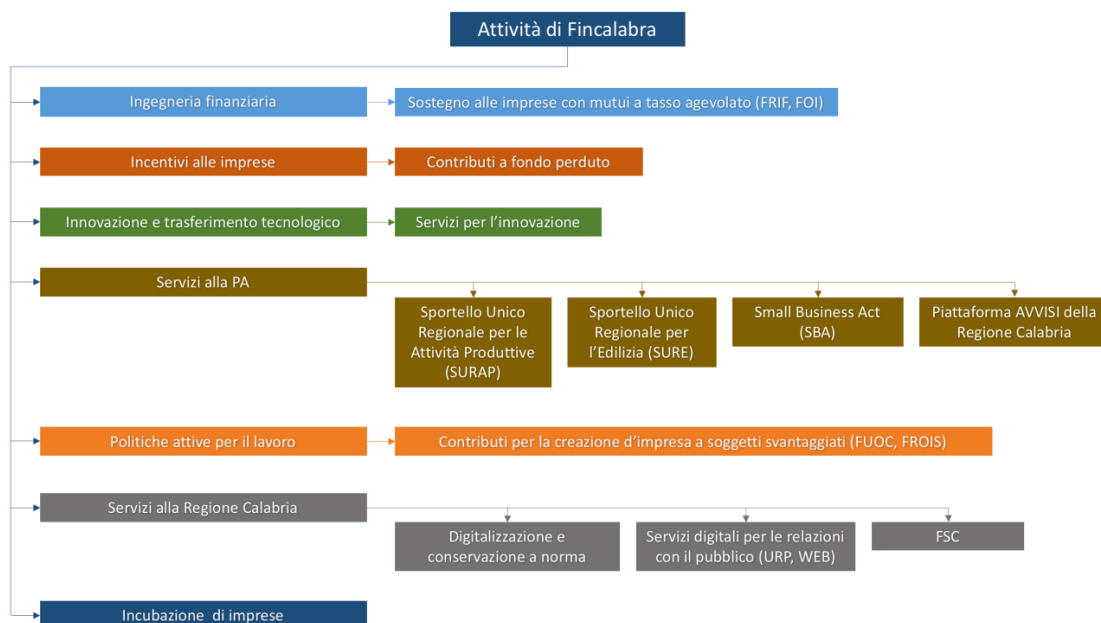 Attività di Fincalabra
Ingegneria finanziaria
Sostegno alle imprese con mutui a tasso agevolato (FRIF, FOI)
Incentivi alle imprese
Contributi a fondo perduto
Innovazione e trasferimento tecnologico
Servizi per l’innovazione
Servizi alla PA
Sportello Unico
Regionale per le
Attività Produttive
(SURAP)
Sportello Unico
Regionale per
l’Edilizia (SURE)
Small Business Act
(SBA)
Piattaforma AVVISI della
Regione Calabria
Politiche attive per il lavoro
Contributi per la creazione d’impresa a soggetti svantaggiati (FUOC, FROIS)
Servizi alla Regione Calabria
Digitalizzazione e
conservazione a norma
Servizi digitali per le relazioni
con il pubblico (URP, WEB)
FSC
Incubazione di imprese